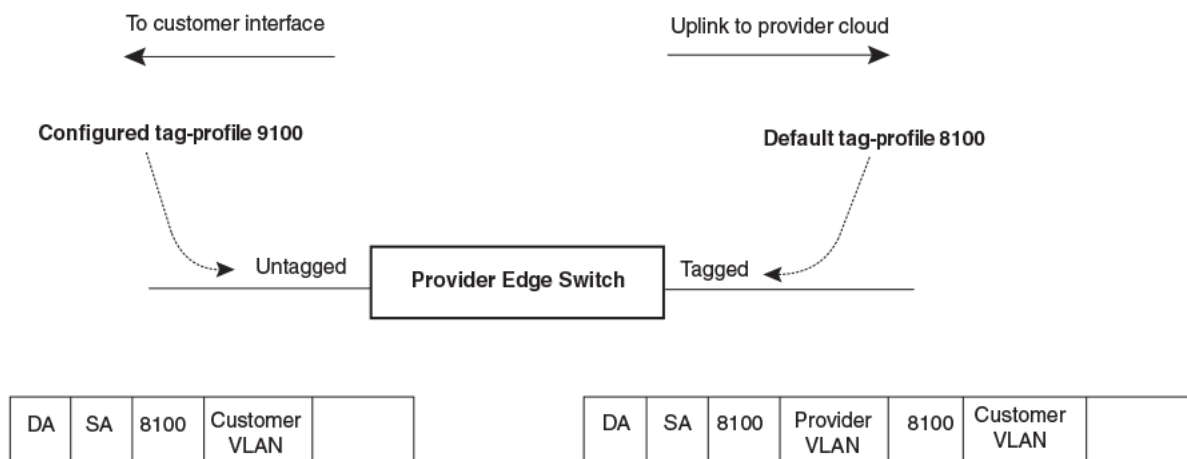 To customer interface
Uplink to provider cloud
Configured tag-profile 9100
Default tag-profile 8100
Untagged
Provider Edge Switch
Tagged
DA SA 8100 Customer VLAN
DA SA 8100 Provider VLAN 8100 Customer VLAN